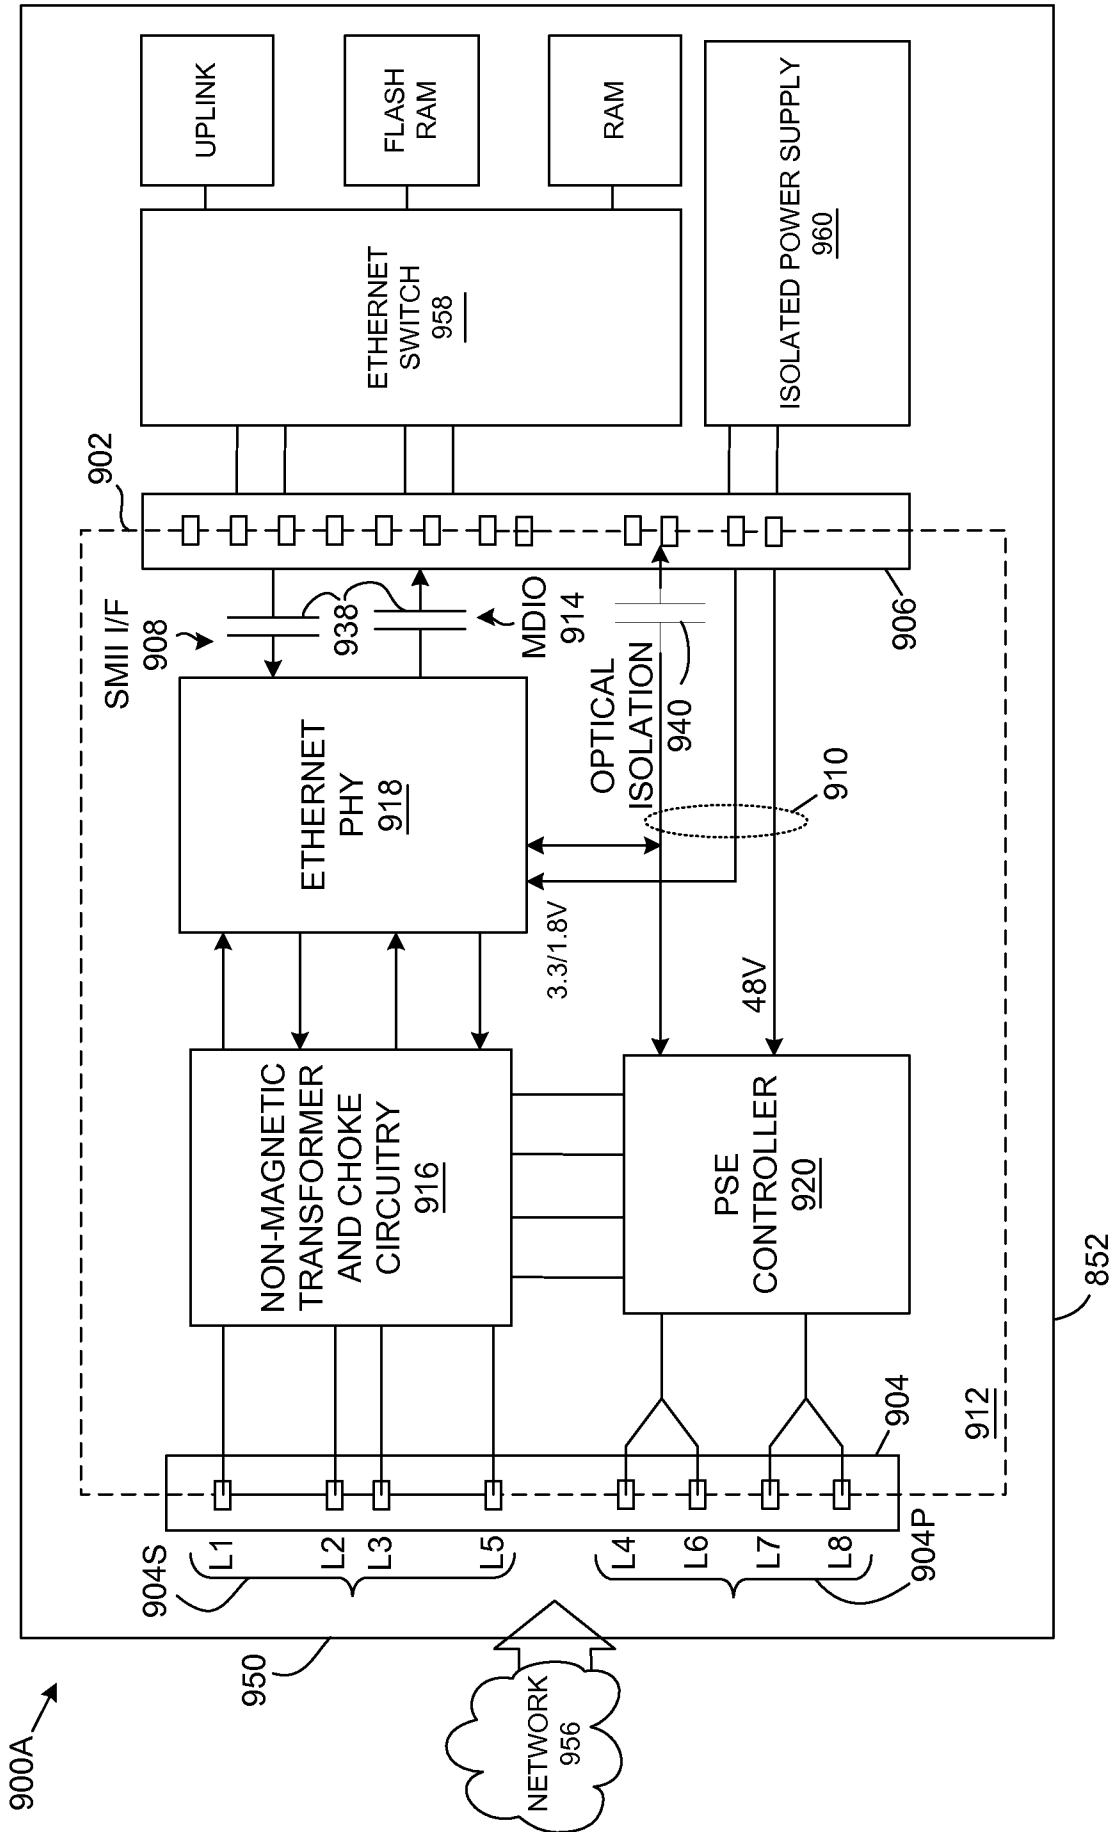 900A
950
852
NETWORK
956
904S
L1
L2
L3
L5
L4
L6
L7
L8
904P
904
912
NON-MAGNETIC
TRANSFORMER
AND CHOKE
CIRCUITRY
916
PSE
CONTROLLER
920
ETHERNET
PHY
918
3.3/1.8V
48V
910
OPTICAL
ISOLATION
940
SMII I/F
908
938
MDIO
914
902
906
ETHERNET
SWITCH
958
UPLINK
FLASH
RAM
RAM
ISOLATED POWER SUPPLY
960